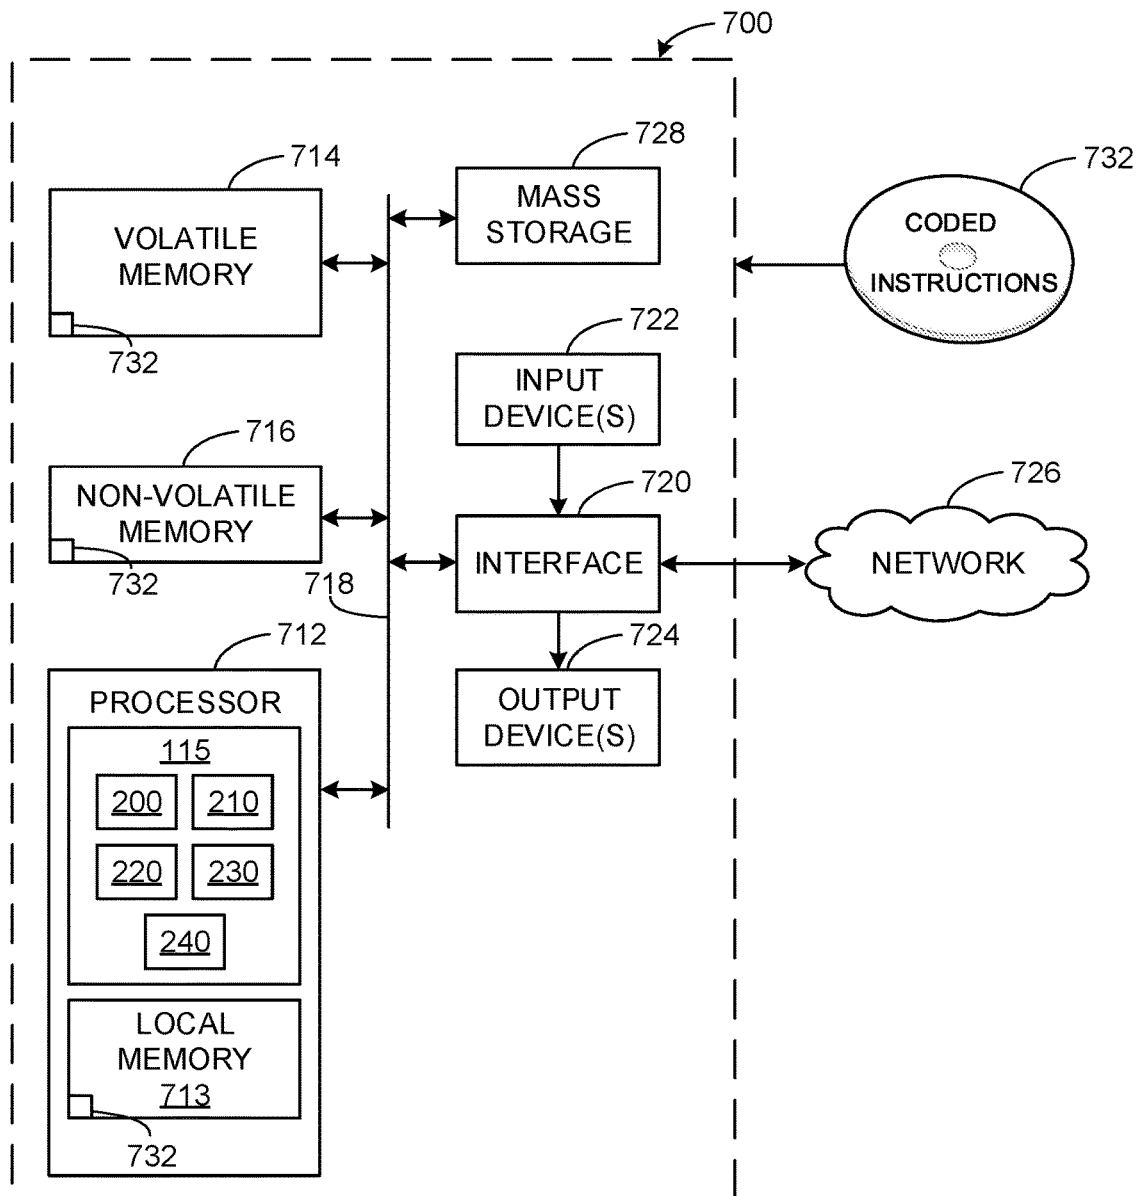 700
714
VOLATILE
MEMORY
732
728
MASS
STORAGE
732
CODED
INSTRUCTIONS
722
INPUT
DEVICE(S)
716
NON-VOLATILE
MEMORY
732
718
720
INTERFACE
726
NETWORK
712
PROCESSOR
115
200 210
220 230
240
LOCAL
MEMORY
713
732
724
OUTPUT
DEVICE(S)